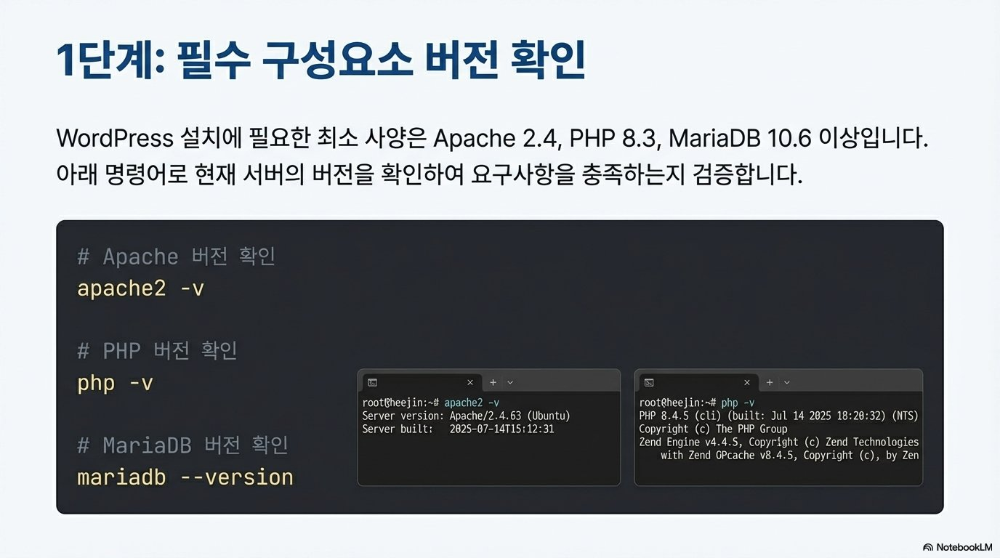 1단계: 필수 구성요소 버전 확인
WordPress 설치에 필요한 최소 사양은 Apache 2.4, PHP 8.3, MariaDB 10.6 이상입니다.
아래 명령어로 현재 서버의 버전을 확인하여 요구사항을 충족하는지 검증합니다.
# Apache 버전 확인
apache2 -v
# PHP 버전 확인
php -v
# MariaDB 버전 확인
mariadb --version
root@heejin:~# apache2 -v
Server version: Apache/2.4.63 (Ubuntu)
Server built:   2025-07-14T15:12:31
root@heejin:~# php -v
PHP 8.4.5 (cli) (built: Jul 14 2025 18:20:32) (NTS)
Copyright (c) The PHP Group
Zend Engine v4.4.5, Copyright (c) Zend Technologies
with Zend OPcache v8.4.5, Copyright (c), by Zen
NotebookLM